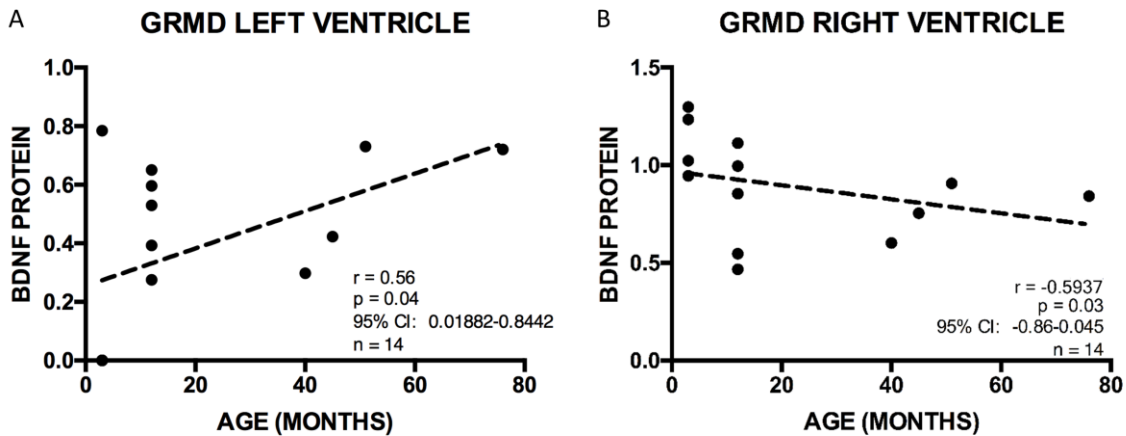 A
GRMD LEFT VENTRICLE
1.0
0.8
0.6
0.4
0.2
0.0
BDNF PROTEIN
0
20
40
60
80
AGE (MONTHS)
r = 0.56
p = 0.04
95% CI: 0.01882-0.8442
n = 14
B
GRMD RIGHT VENTRICLE
1.5
1.0
0.5
0.0
BDNF PROTEIN
0
20
40
60
80
AGE (MONTHS)
r = -0.5937
p = 0.03
95% CI: -0.86-0.045
n = 14